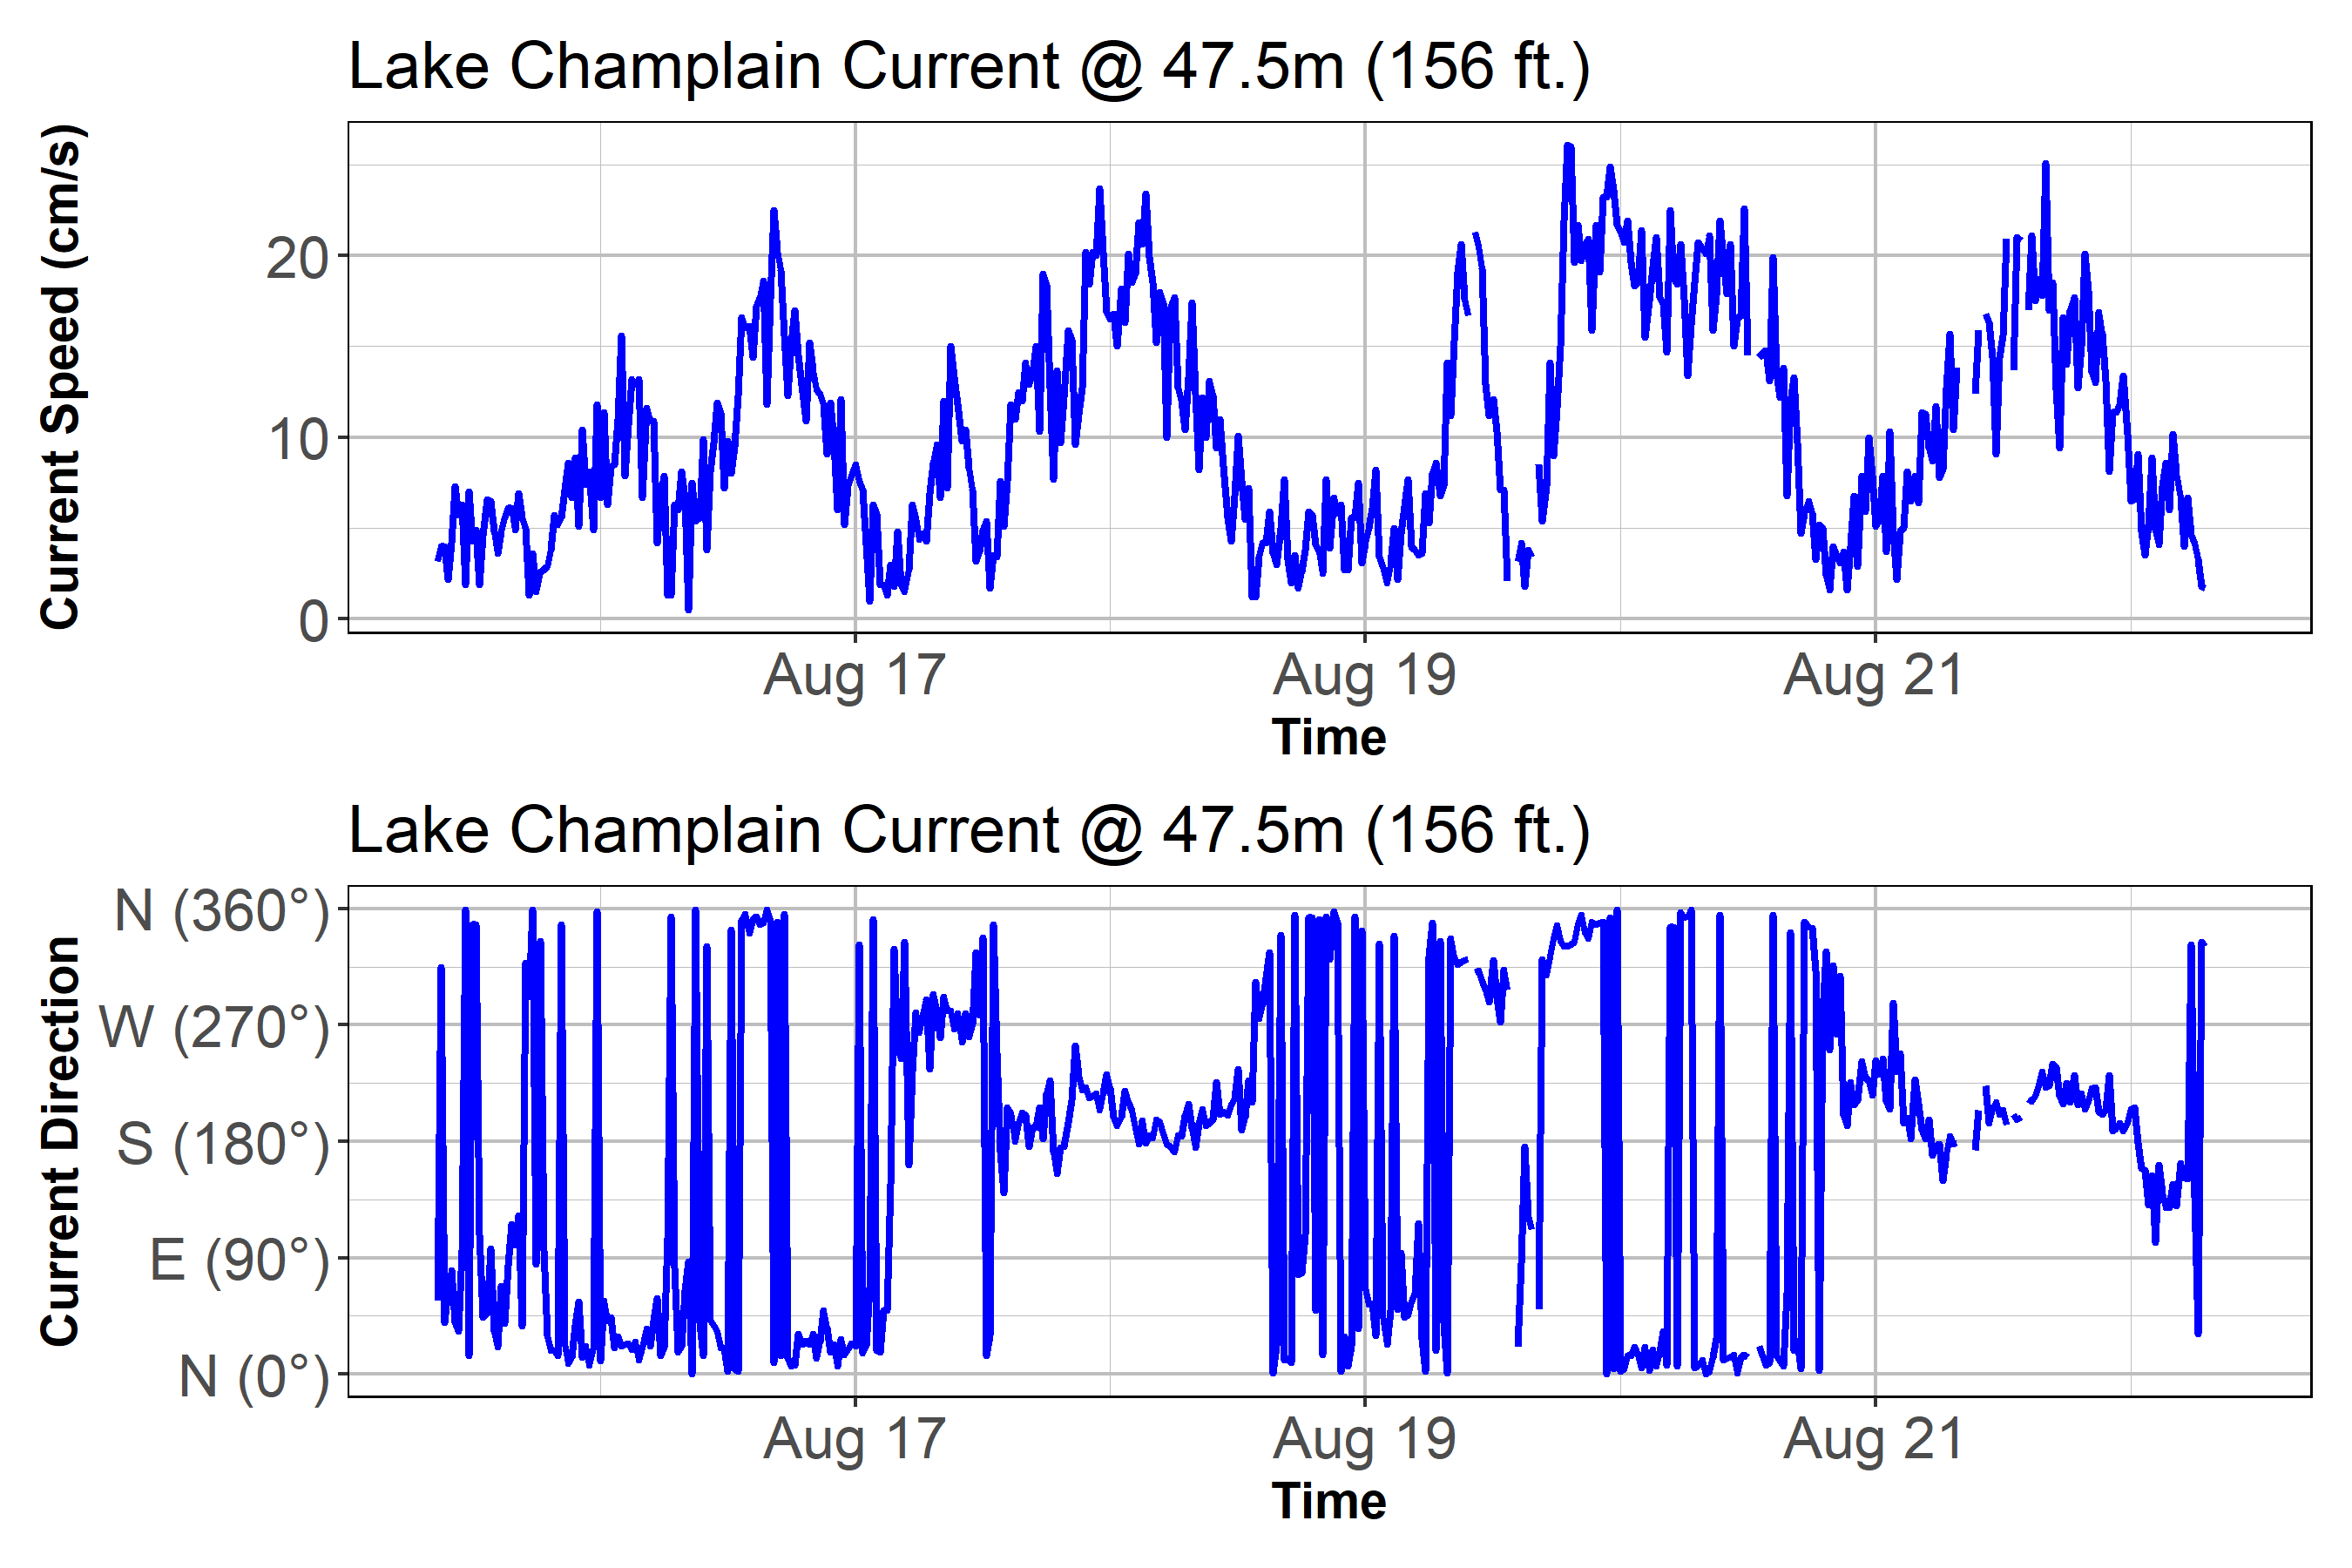 Lake Champlain Current @ 47.5m (156 ft.)
Current Speed (cm/s)
20
10
0
Aug 17 Aug 19 Aug 21
Time
Lake Champlain Current @ 47.5m (156 ft.)
Current Direction
N (360°)
W (270°)
S (180°)
E (90°)
N (0°)
Aug 17 Aug 19 Aug 21
Time